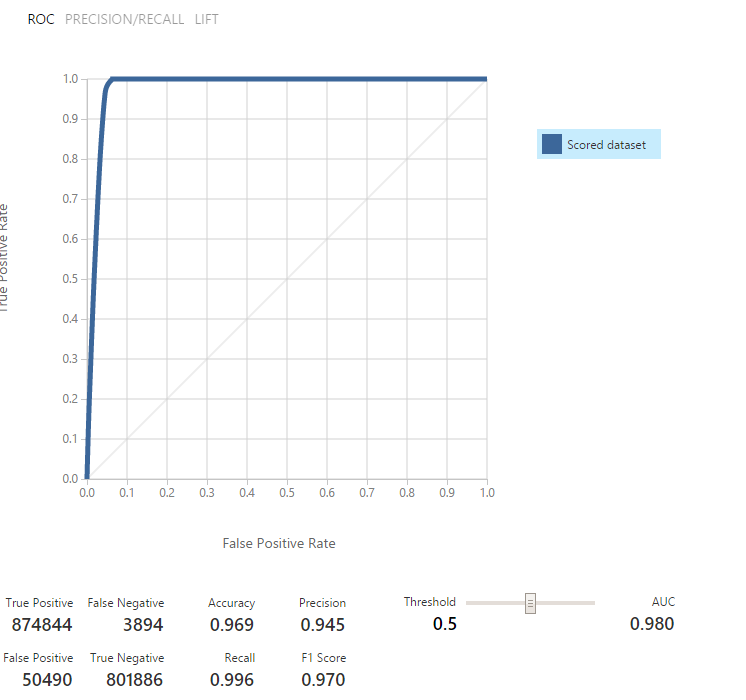 ROC PRECISION/RECALL LIFT
1.0
0.9
0.8
0.7
0.6
0.5
0.4
0.3
0.2
0.1
0.0
True Positive Rate
0.0 0.1 0.2 0.3 0.4 0.5 0.6 0.7 0.8 0.9 1.0
False Positive Rate
Scored dataset
True Positive False Negative Accuracy Precision Threshold AUC
874844 3894 0.969 0.945 0.5 0.980
False Positive True Negative Recall F1 Score
50490 801886 0.996 0.970